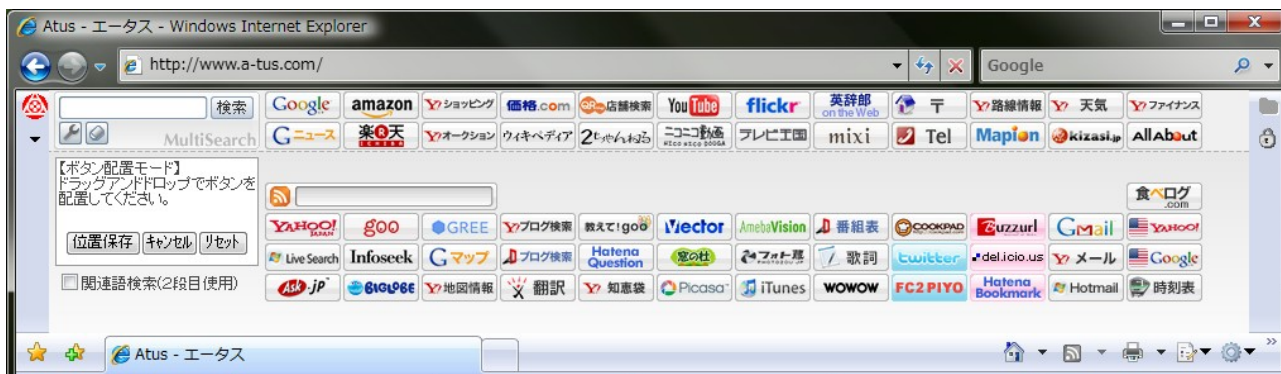 Atus - エータス - Windows Internet Explorer
http://www.a-tus.com/ Google
検索 Google amazon Y!ショッピング 価格.com 店舗検索 YouTube flickr 英辞郎 on the Web 〒 Y!路線情報 Y! 天気 Y!ファイナンス
MultiSearch Gニュース 楽天 ICHIBA Y!オークション ウィキペディア 2ちゃんねる ニコニコ動画 テレビ王国 mixi Tel Mapion kizasi.jp AllAbout
【ボタン配置モード】
ドラッグアンドドロップでボタンを
配置してください。
食べログ.com
位置保存 キャンセル リセット
YAHOO! JAPAN goo GREE Y!ブログ検索 教えて!goo Vector AmebaVision 番組表 COOKPAD Buzzurl Gmail YAHOO!
Live Search Infoseek Gマップ ブログ検索 Hatena Question 窓の杜 フォト蔵 歌詞 twitter del.icio.us Y! メール Google
関連語検索(2段目使用)
Ask.jp BIGLOBE Y!地図情報 翻訳 Y! 知恵袋 Picasa iTunes WOWOW FC2 PIYO Hatena Bookmark Hotmail 時刻表
Atus - エータス